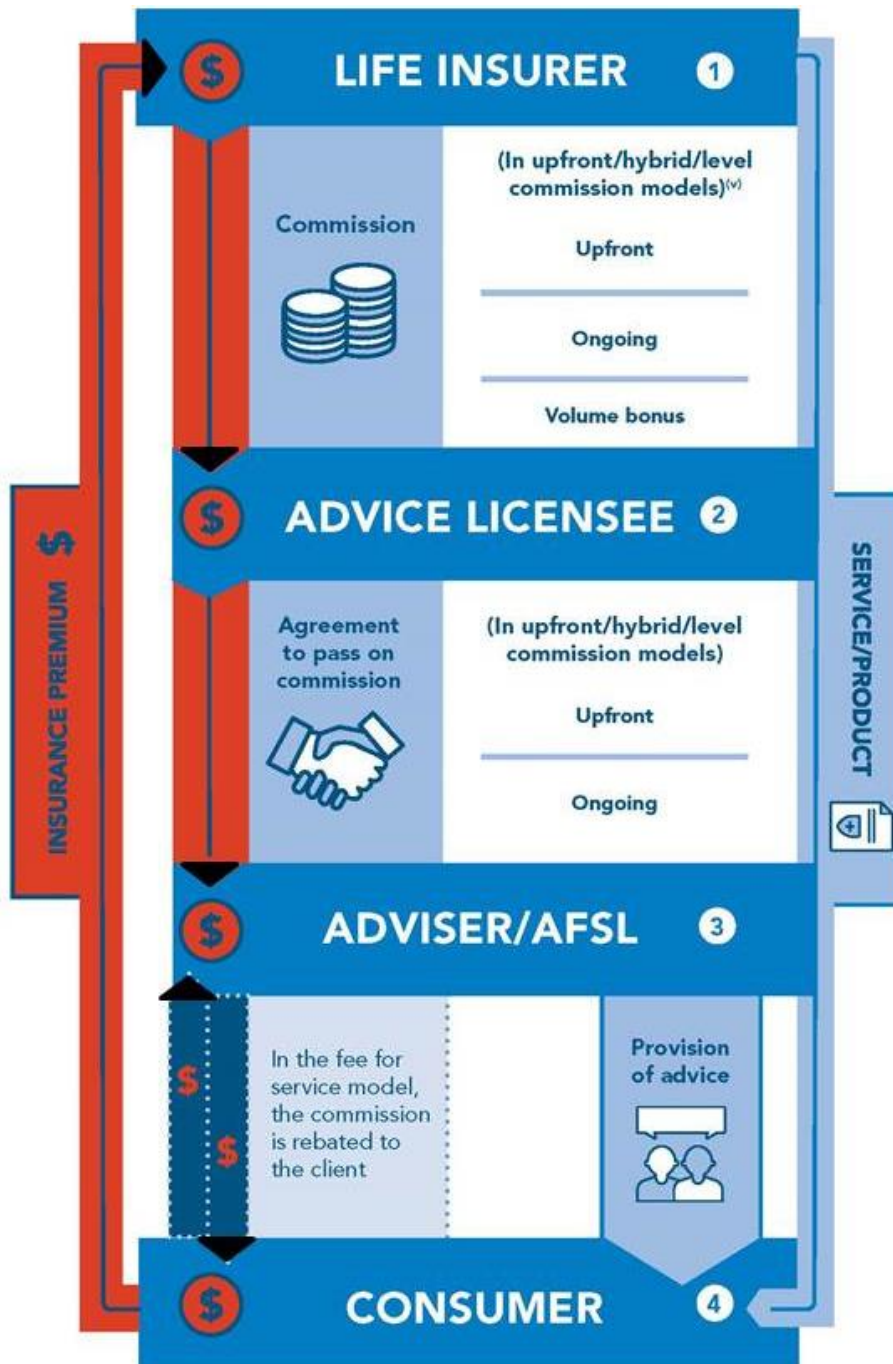 $ LIFE INSURER 1
Commission
(In upfront/hybrid/level
commission models)(v)
Upfront
Ongoing
Volume bonus
$ ADVICE LICENSEE 2
INSURANCE PREMIUM $
SERVICE/PRODUCT
Agreement
to pass on
commission
(In upfront/hybrid/level
commission models)
Upfront
Ongoing
$ ADVISER/AFSL 3
$
$
In the fee for
service model,
the commission
is rebated to
the client
Provision
of advice
$ CONSUMER 4